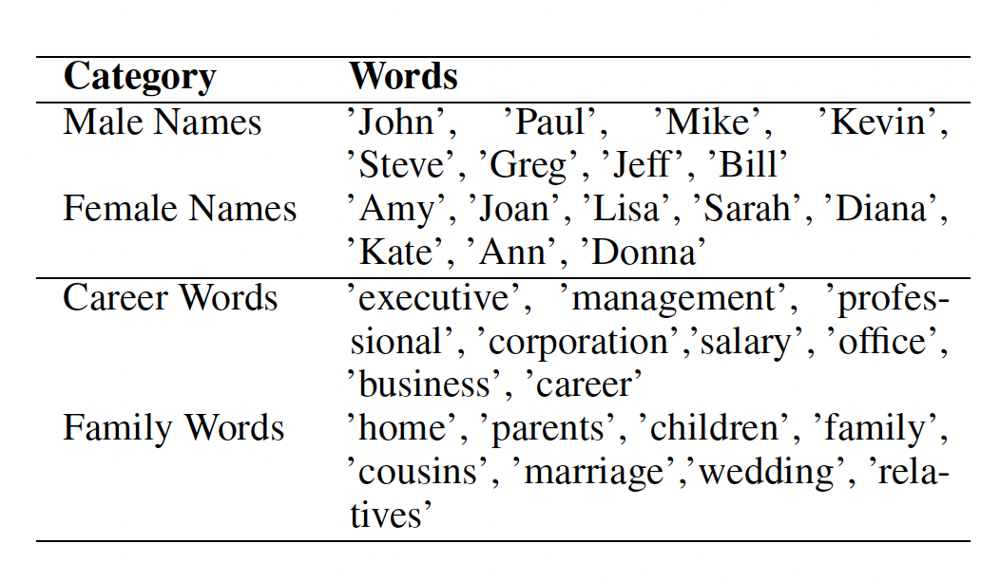 Category Words
Male Names ’John’, ’Paul’, ’Mike’, ’Kevin’,
’Steve’, ’Greg’, ’Jeff’, ’Bill’
Female Names ’Amy’, ’Joan’, ’Lisa’, ’Sarah’, ’Diana’,
’Kate’, ’Ann’, ’Donna’
Career Words ’executive’, ’management’, ’profes-
sional’, ’corporation’,’salary’, ’office’,
’business’, ’career’
Family Words ’home’, ’parents’, ’children’, ’family’,
’cousins’, ’marriage’,’wedding’, ’rela-
tives’